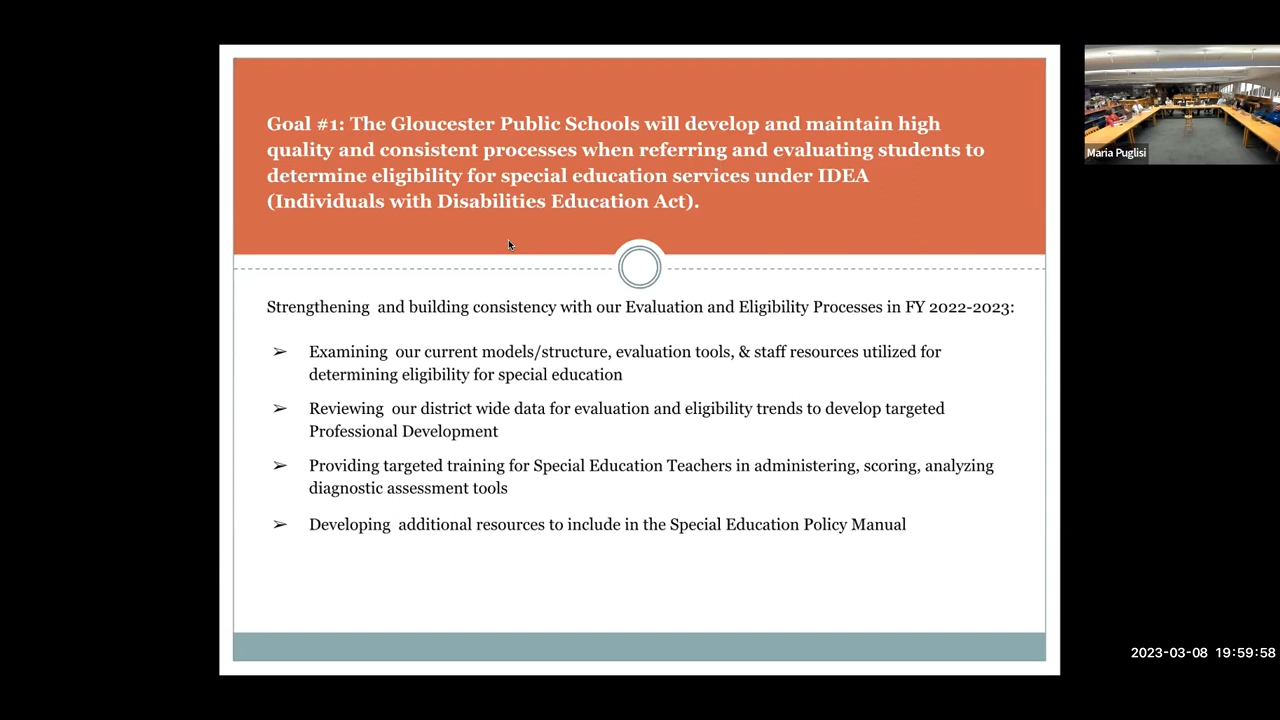 Goal #1: The Gloucester Public Schools will develop and maintain high
quality and consistent processes when referring and evaluating students to
determine eligibility for special education services under IDEA
(Individuals with Disabilities Education Act).
Maria Puglisi
Strengthening and building consistency with our Evaluation and Eligibility Processes in FY 2022-2023:
➢ Examining our current models/structure, evaluation tools, & staff resources utilized for
determining eligibility for special education
➢ Reviewing our district wide data for evaluation and eligibility trends to develop targeted
Professional Development
➢ Providing targeted training for Special Education Teachers in administering, scoring, analyzing
diagnostic assessment tools
➢ Developing additional resources to include in the Special Education Policy Manual
2023-03-08 19:59:58